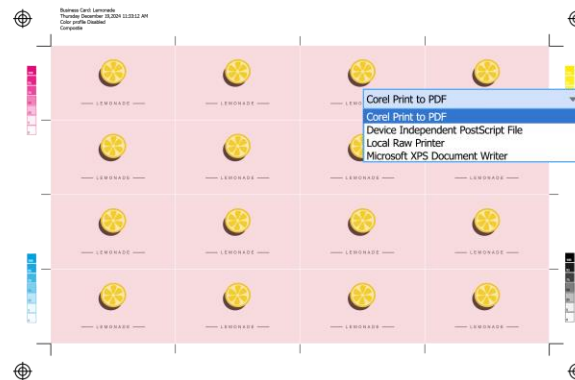 Business Card: Lemonade
Thursday December 19,2024 11:53:12 AM
Color profile Disabled
Composite
LEMONADE LEMONADE LEMONADE
Corel Print to PDF
Corel Print to PDF
Device Independent PostScript File
Local Raw Printer
Microsoft XPS Document Writer
LEMONADE LEMONADE LEMONADE LEMONADE
LEMONADE LEMONADE LEMONADE LEMONADE
LEMONADE LEMONADE LEMONADE LEMONADE